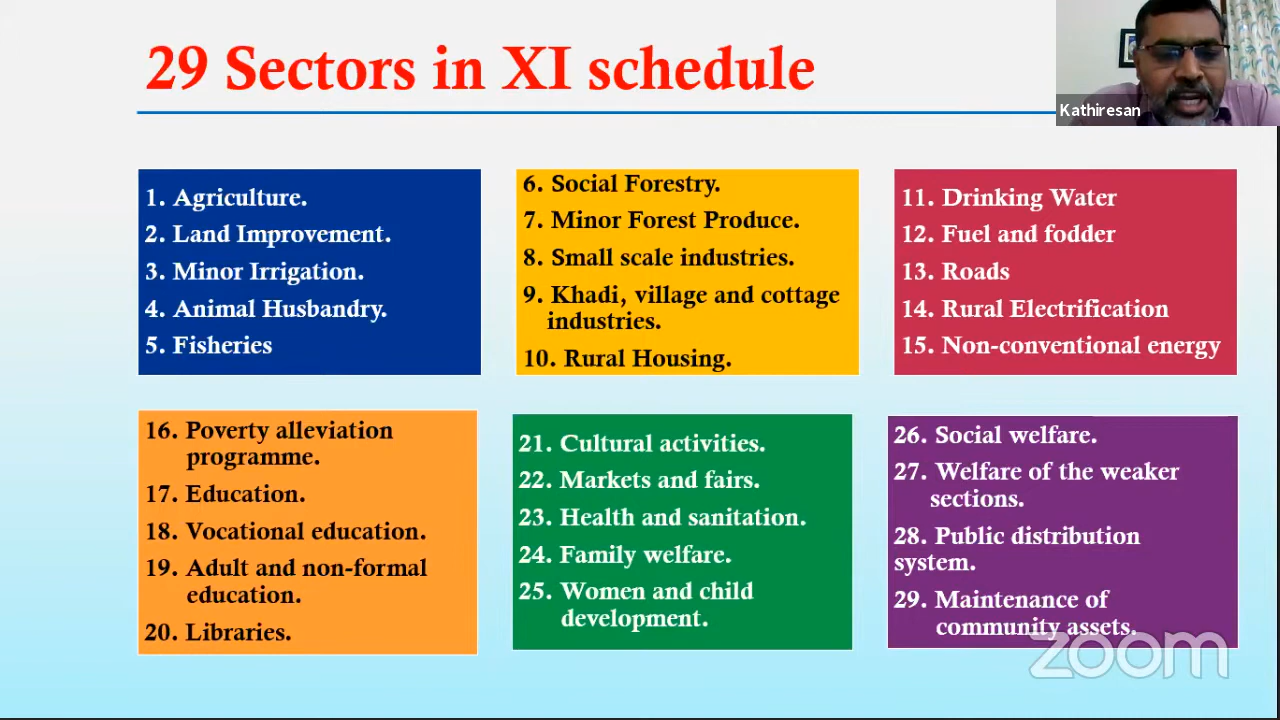 29 Sectors in XI schedule
Kathiresan
1. Agriculture.
2. Land Improvement.
3. Minor Irrigation.
4. Animal Husbandry.
5. Fisheries
6. Social Forestry.
7. Minor Forest Produce.
8. Small scale industries.
9. Khadi, village and cottage
industries.
10. Rural Housing.
11. Drinking Water
12. Fuel and fodder
13. Roads
14. Rural Electrification
15. Non-conventional energy
16. Poverty alleviation
programme.
17. Education.
18. Vocational education.
19. Adult and non-formal
education.
20. Libraries.
21. Cultural activities.
22. Markets and fairs.
23. Health and sanitation.
24. Family welfare.
25. Women and child
development.
26. Social welfare.
27. Welfare of the weaker
sections.
28. Public distribution
system.
29. Maintenance of
community assets.
zoom